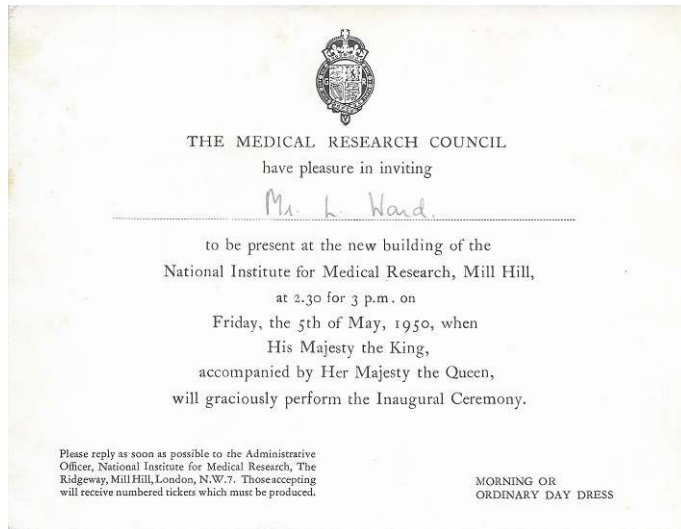 THE MEDICAL RESEARCH COUNCIL
have pleasure in inviting
Mr. L. Ward.
to be present at the new building of the
National Institute for Medical Research, Mill Hill,
at 2.30 for 3 p.m. on
Friday, the 5th of May, 1950, when
His Majesty the King,
accompanied by Her Majesty the Queen,
will graciously perform the Inaugural Ceremony.
Please reply as soon as possible to the Administrative
Officer, National Institute for Medical Research, The
Ridgeway, Mill Hill, London, N.W.7. Those accepting
will receive numbered tickets which must be produced.
MORNING OR
ORDINARY DAY DRESS